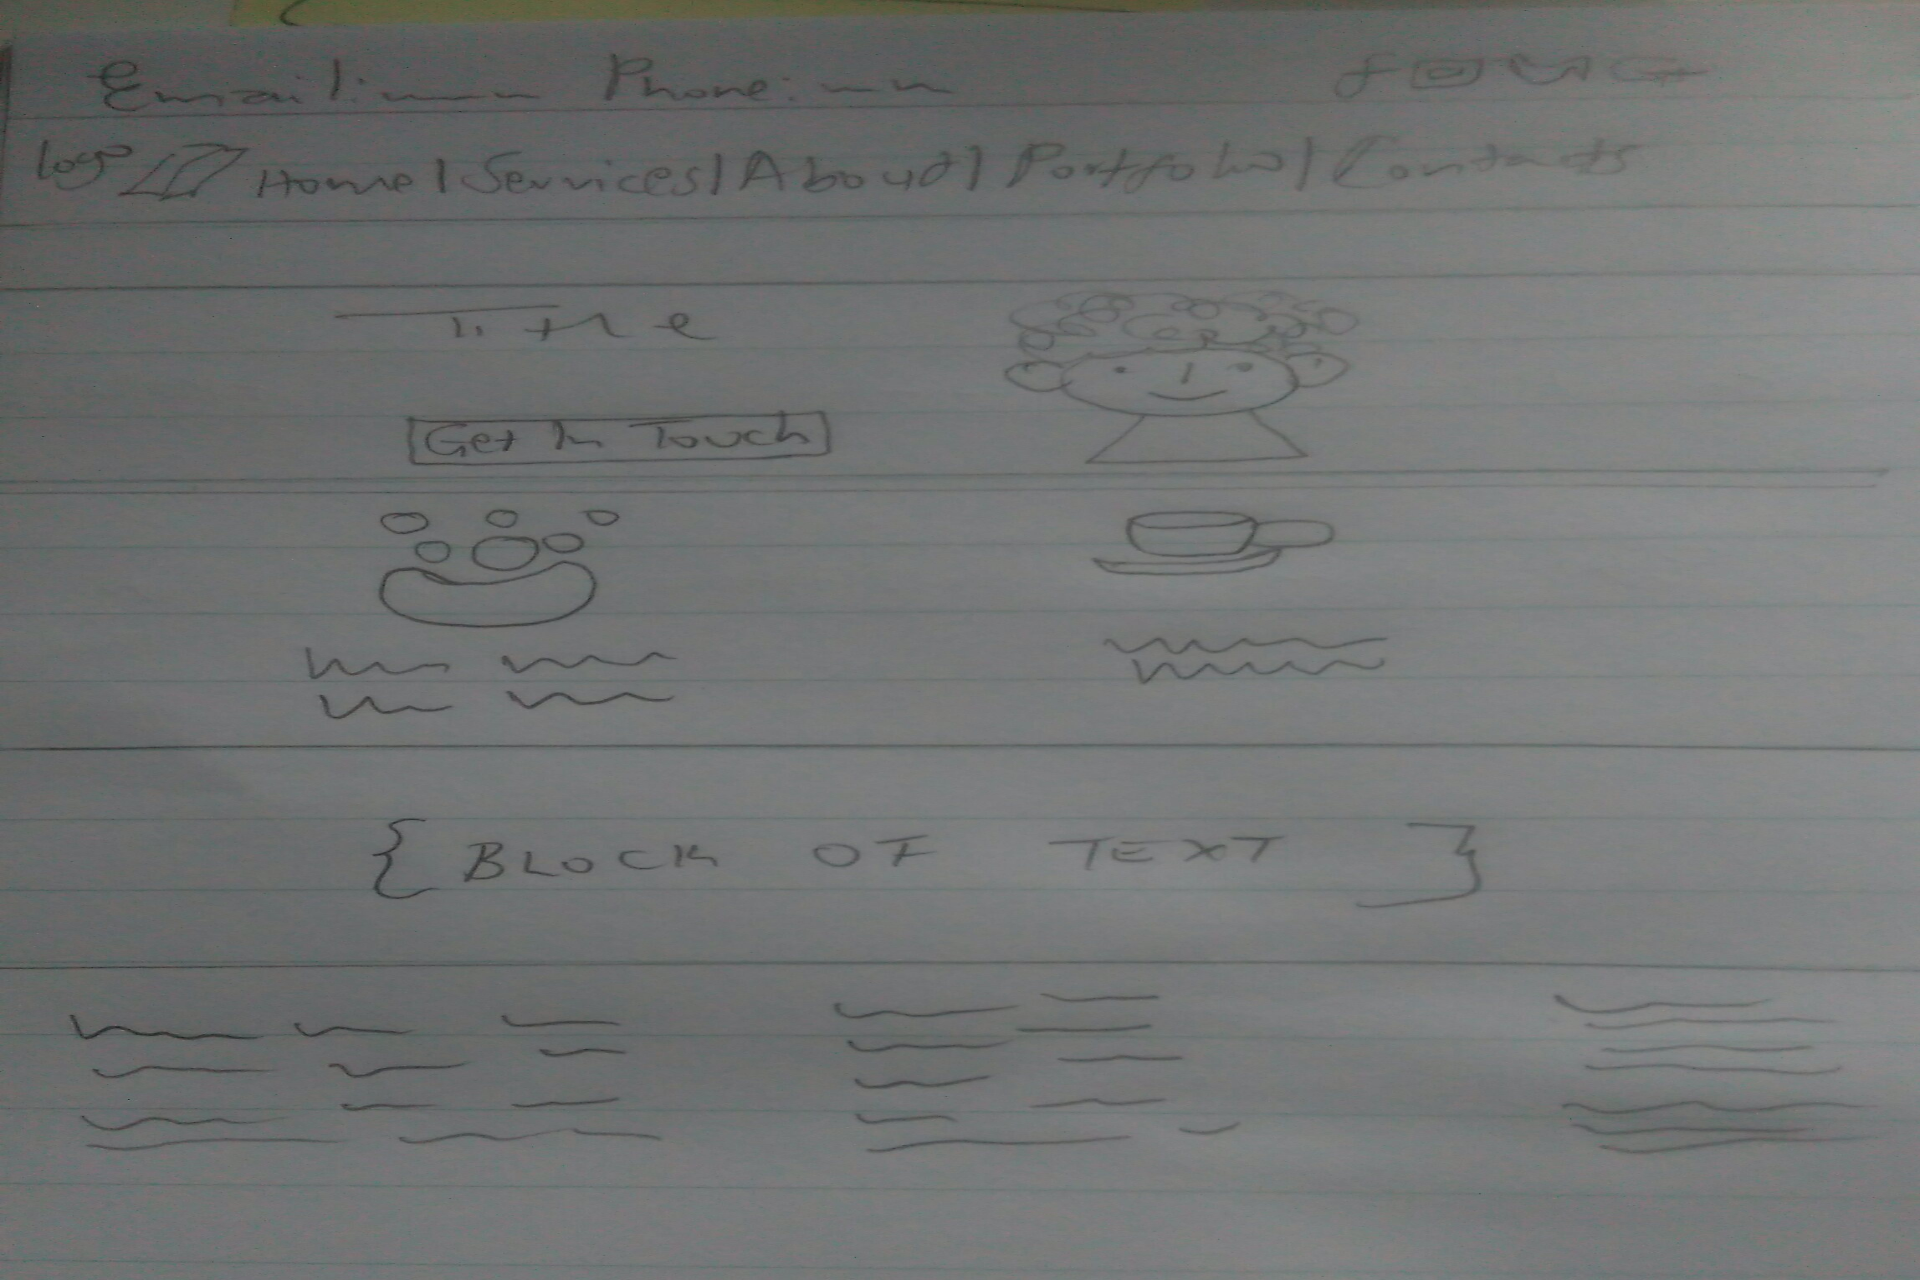 Email: Phone:
logo Home | Services | About | Portfolio | Contacts
Title
Get In Touch
{ BLOCK OF TEXT }